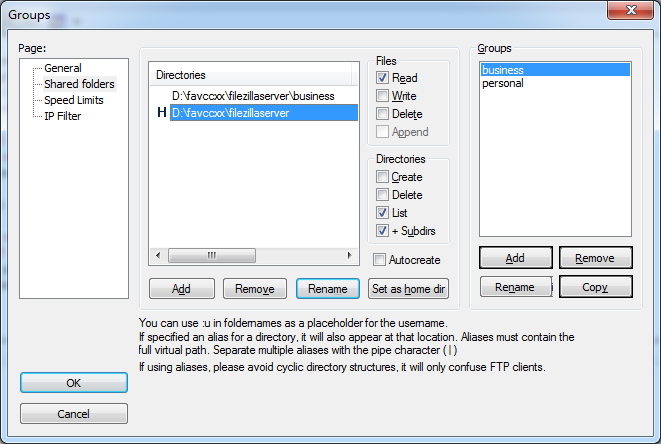 Groups
Page:
General
Shared folders
Speed Limits
IP Filter
Directories
D:\favccxx\filezillaserver\business
H D:\favccxx\filezillaserver
Add
Remove
Rename
Set as home dir
Files
Read
Write
Delete
Append
Directories
Create
Delete
List
+ Subdirs
Autocreate
Groups
business
personal
Add
Remove
Rename
Copy
You can use :u in foldernames as a placeholder for the username.
If specified an alias for a directory, it will also appear at that location. Aliases must contain the
full virtual path. Separate multiple aliases with the pipe character ( | )
If using aliases, please avoid cyclic directory structures, it will only confuse FTP clients.
OK
Cancel